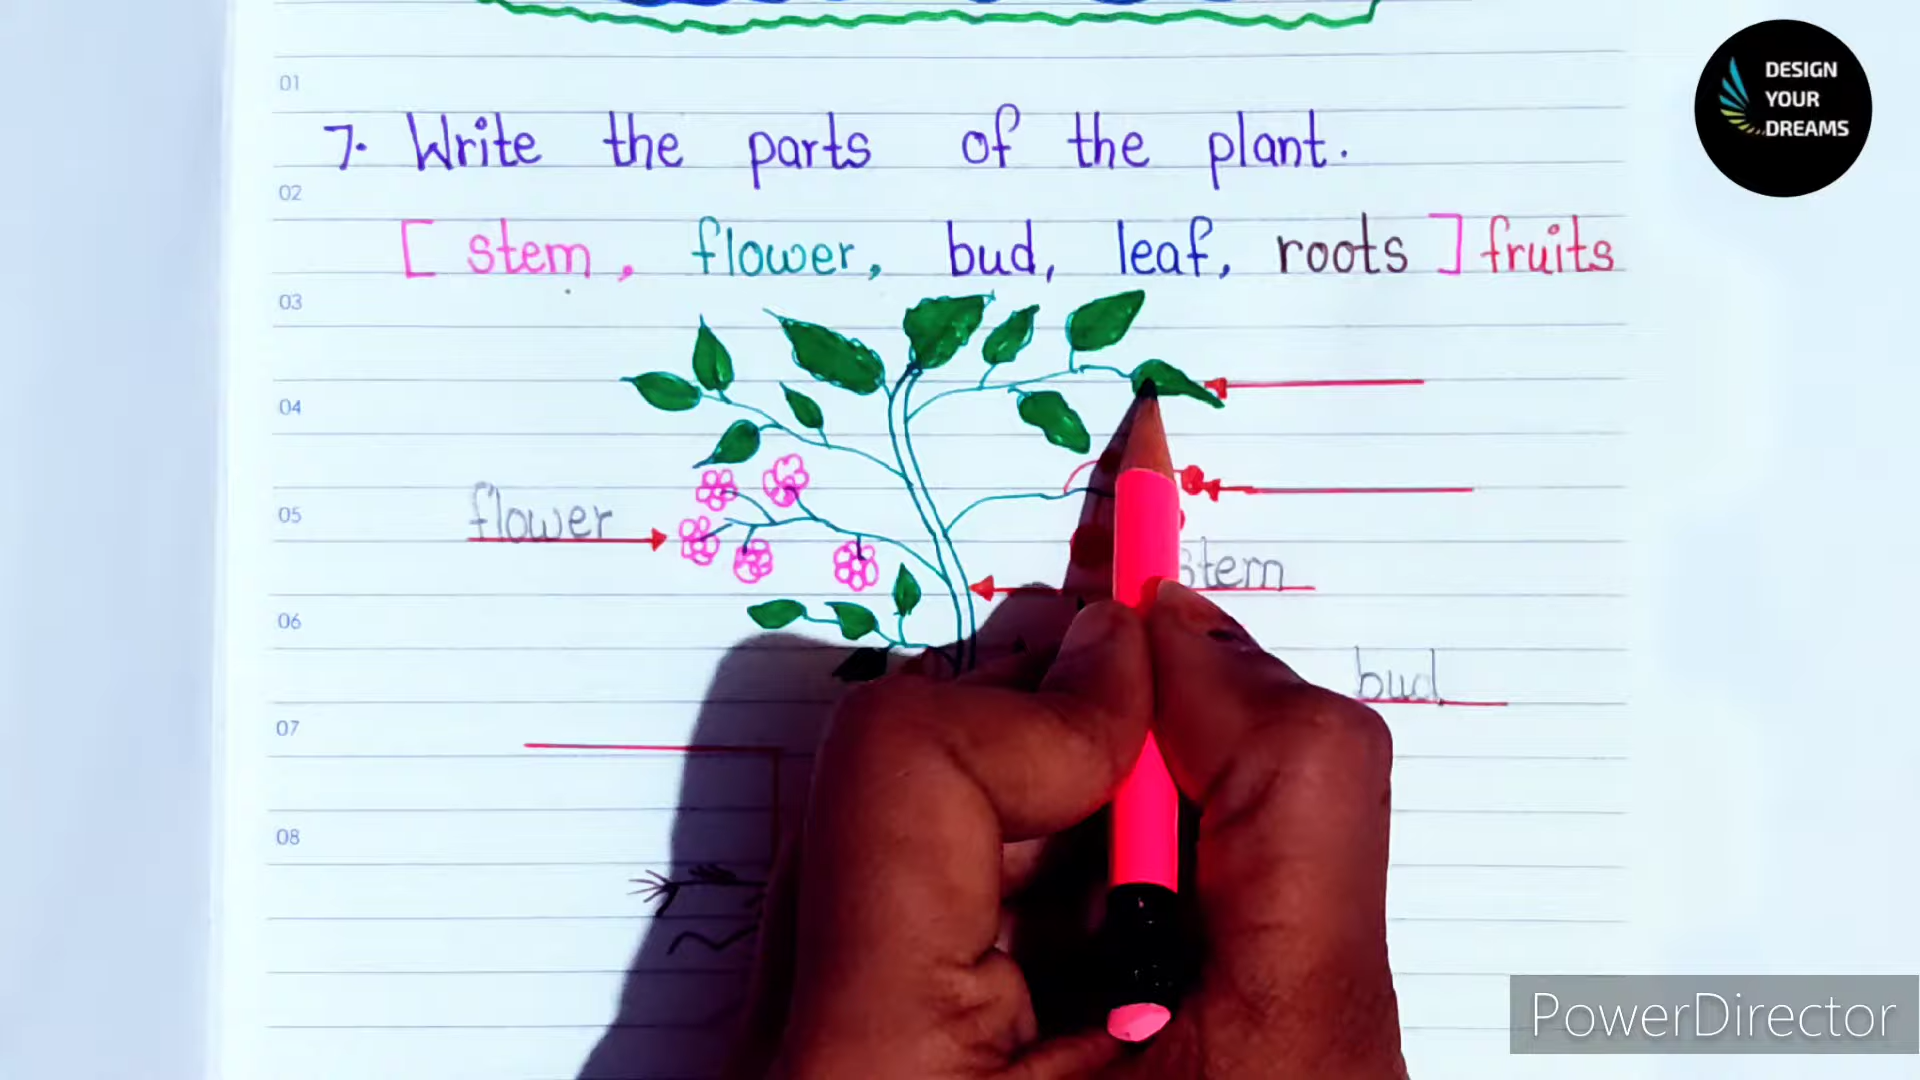 DESIGN
YOUR
...DREAMS
01
7. Write the parts of the plant.
02
[ stem, flower, bud, leaf, roots ] fruits
03
04
flower
05
stem
06
bud
07
08
PowerDirector